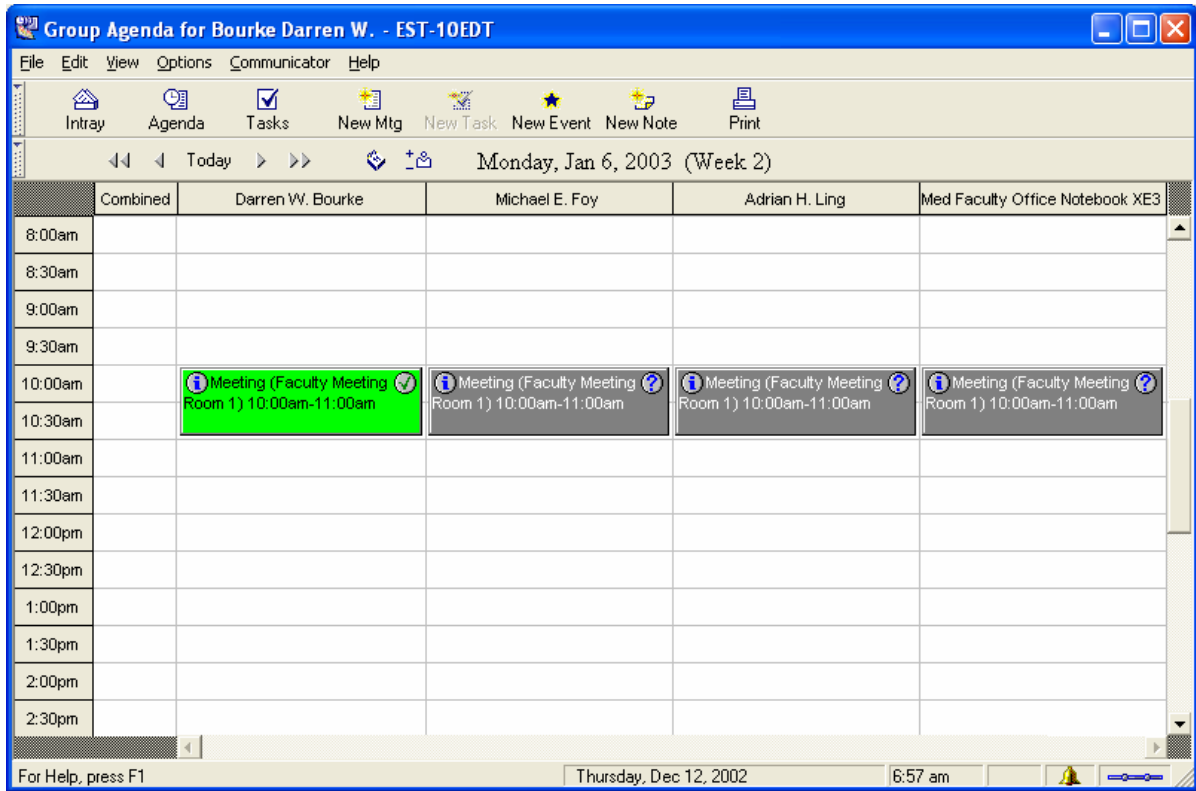 Group Agenda for Bourke Darren W. - EST-10EDT
File Edit View Options Communicator Help
Intray Agenda Tasks New Mtg New Task New Event New Note Print
Today Monday, Jan 6, 2003 (Week 2)
Combined Darren W. Bourke Michael E. Foy Adrian H. Ling Med Faculty Office Notebook XE3
8:00am
8:30am
9:00am
9:30am
10:00am Meeting (Faculty Meeting Meeting (Faculty Meeting Meeting (Faculty Meeting Meeting (Faculty Meeting
Room 1) 10:00am-11:00am Room 1) 10:00am-11:00am Room 1) 10:00am-11:00am Room 1) 10:00am-11:00am
10:30am
11:00am
11:30am
12:00pm
12:30pm
1:00pm
1:30pm
2:00pm
2:30pm
For Help, press F1 Thursday, Dec 12, 2002 6:57 am